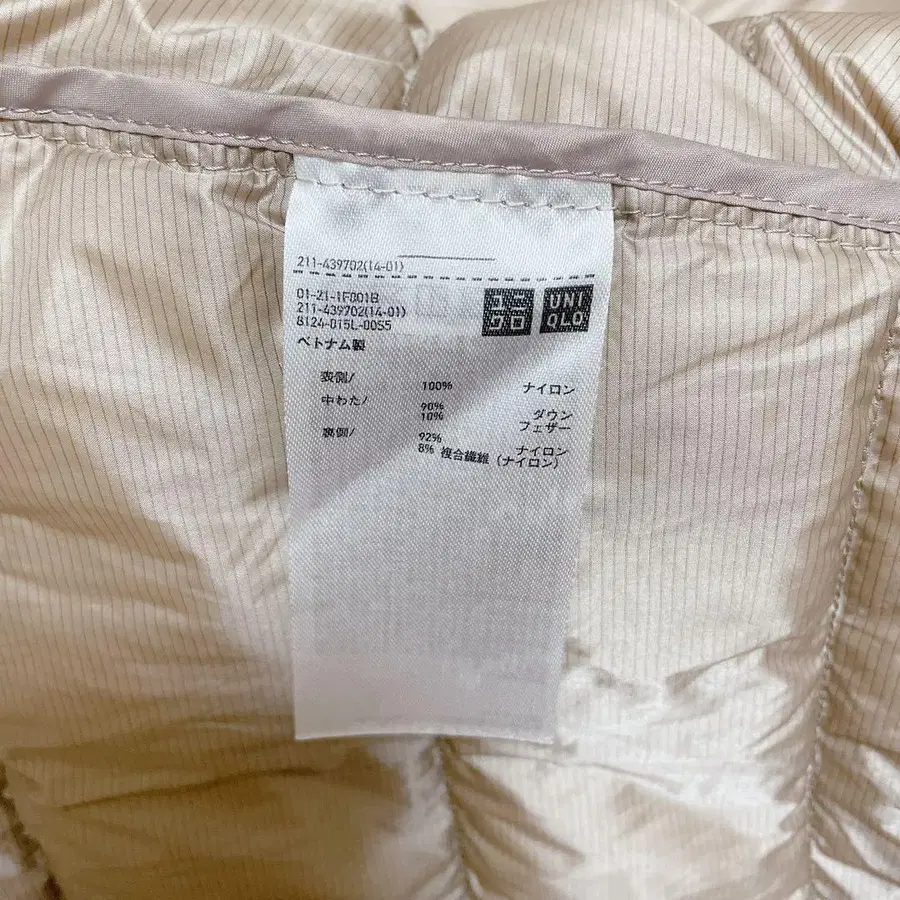 211-439702(14-01)
01-21-1F001B
211-439702(14-01)
8124-015L-00S5
ベトナム製
ユニクロ
UNIQLO
表側/ 100% ナイロン
中わた/ 90% ダウン
10% フェザー
裏側/ 92% ナイロン
8% 複合繊維 (ナイロン)